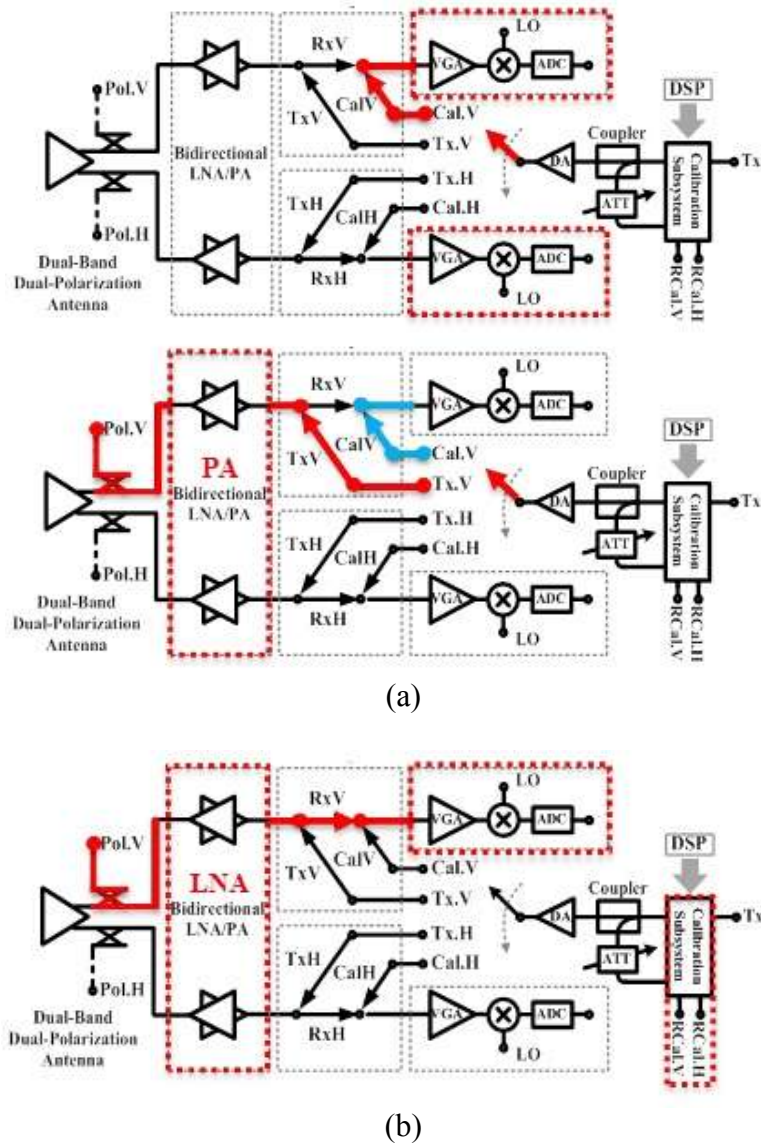 LO
RxV
VGA
ADC
Pol.V
CalV
Cal.V
TxV
Tx.V
Bidirectional
LNA/PA
DSP
Coupler
DA
ATT
Calibration
Subsystem
Tx
RCal.V
RCal.H
Tx.H
TxH
CalH
Cal.H
Pol.H
Dual-Band
Dual-Polarization
Antenna
RxH
VGA
ADC
LO
LO
RxV
VGA
ADC
Pol.V
PA
Bidirectional
LNA/PA
CalV
Cal.V
TxV
Tx.V
DSP
Coupler
DA
ATT
Calibration
Subsystem
Tx
RCal.V
RCal.H
Tx.H
TxH
CalH
Cal.H
Pol.H
Dual-Band
Dual-Polarization
Antenna
RxH
VGA
ADC
LO
(a)
LO
RxV
VGA
ADC
Pol.V
LNA
Bidirectional
LNA/PA
CalV
Cal.V
TxV
Tx.V
DSP
Coupler
DA
ATT
Calibration
Subsystem
Tx
RCal.V
RCal.H
Tx.H
TxH
CalH
Cal.H
Pol.H
Dual-Band
Dual-Polarization
Antenna
RxH
VGA
ADC
LO
(b)